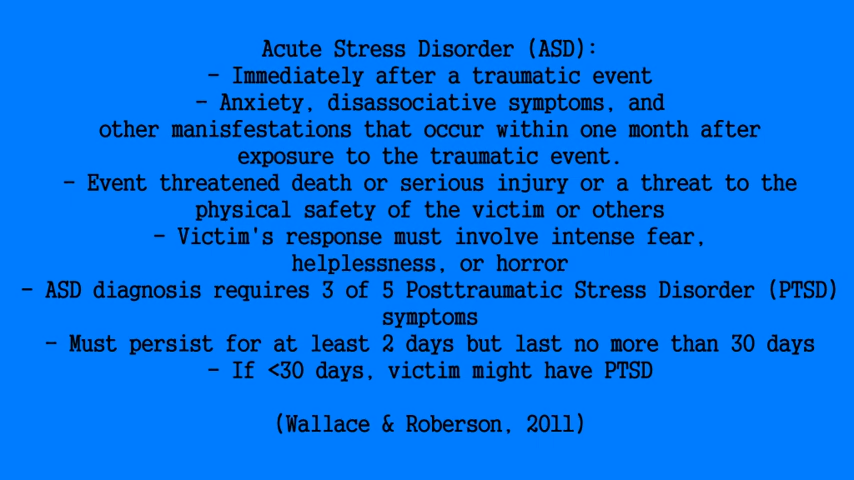 Acute Stress Disorder (ASD):
- Immediately after a traumatic event
- Anxiety, disassociative symptoms, and
other manisfestations that occur within one month after
exposure to the traumatic event.
- Event threatened death or serious injury or a threat to the
physical safety of the victim or others
- Victim's response must involve intense fear,
helplessness, or horror
- ASD diagnosis requires 3 of 5 Posttraumatic Stress Disorder (PTSD)
symptoms
- Must persist for at least 2 days but last no more than 30 days
- If <30 days, victim might have PTSD
(Wallace & Roberson, 2011)